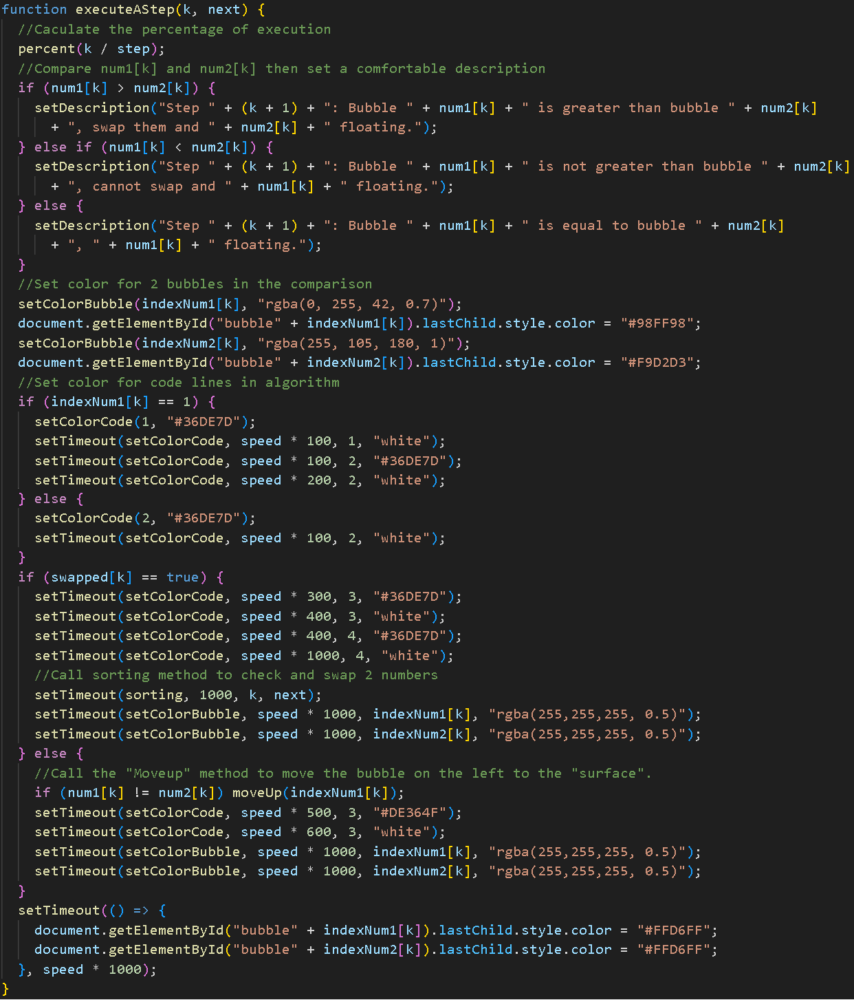 function executeAStep(k, next) {
  //Caculate the percentage of execution
  percent(k / step);
  //Compare num1[k] and num2[k] then set a comfortable description
  if (num1[k] > num2[k]) {
    setDescription("Step " + (k + 1) + ": Bubble " + num1[k] + " is greater than bubble " + num2[k]
      + ", swap them and " + num2[k] + " floating.");
  } else if (num1[k] < num2[k]) {
    setDescription("Step " + (k + 1) + ": Bubble " + num1[k] + " is not greater than bubble " + num2[k]
      + ", cannot swap and " + num1[k] + " floating.");
  } else {
    setDescription("Step " + (k + 1) + ": Bubble " + num1[k] + " is equal to bubble " + num2[k]
      + ", " + num1[k] + " floating.");
  }
  //Set color for 2 bubbles in the comparison
  setColorBubble(indexNum1[k], "rgba(0, 255, 42, 0.7)");
  document.getElementById("bubble" + indexNum1[k]).lastChild.style.color = "#98FF98";
  setColorBubble(indexNum2[k], "rgba(255, 105, 180, 1)");
  document.getElementById("bubble" + indexNum2[k]).lastChild.style.color = "#F9D2D3";
  //Set color for code lines in algorithm
  if (indexNum1[k] == 1) {
    setColorCode(1, "#36DE7D");
    setTimeout(setColorCode, speed * 100, 1, "white");
    setTimeout(setColorCode, speed * 100, 2, "#36DE7D");
    setTimeout(setColorCode, speed * 200, 2, "white");
  } else {
    setColorCode(2, "#36DE7D");
    setTimeout(setColorCode, speed * 100, 2, "white");
  }
  if (swapped[k] == true) {
    setTimeout(setColorCode, speed * 300, 3, "#36DE7D");
    setTimeout(setColorCode, speed * 400, 3, "white");
    setTimeout(setColorCode, speed * 400, 4, "#36DE7D");
    setTimeout(setColorCode, speed * 1000, 4, "white");
    //Call sorting method to check and swap 2 numbers
    setTimeout(sorting, 1000, k, next);
    setTimeout(setColorBubble, speed * 1000, indexNum1[k], "rgba(255,255,255, 0.5)");
    setTimeout(setColorBubble, speed * 1000, indexNum2[k], "rgba(255,255,255, 0.5)");
  } else {
    //Call the "Moveup" method to move the bubble on the left to the "surface".
    if (num1[k] != num2[k]) moveUp(indexNum1[k]);
    setTimeout(setColorCode, speed * 500, 3, "#DE364F");
    setTimeout(setColorCode, speed * 600, 3, "white");
    setTimeout(setColorBubble, speed * 1000, indexNum1[k], "rgba(255,255,255, 0.5)");
    setTimeout(setColorBubble, speed * 1000, indexNum2[k], "rgba(255,255,255, 0.5)");
  }
  setTimeout(() => {
    document.getElementById("bubble" + indexNum1[k]).lastChild.style.color = "#FFD6FF";
    document.getElementById("bubble" + indexNum2[k]).lastChild.style.color = "#FFD6FF";
  }, speed * 1000);
}